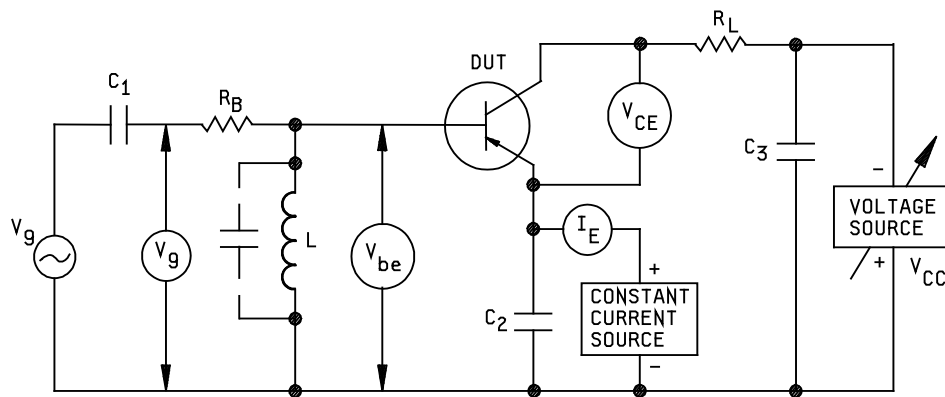 C1
RB
DUT
RL
VCE
C3
Vg
Vg
L
Vbe
IE
-
VOLTAGE
SOURCE
+
VCC
+
C2
CONSTANT
CURRENT
SOURCE
-